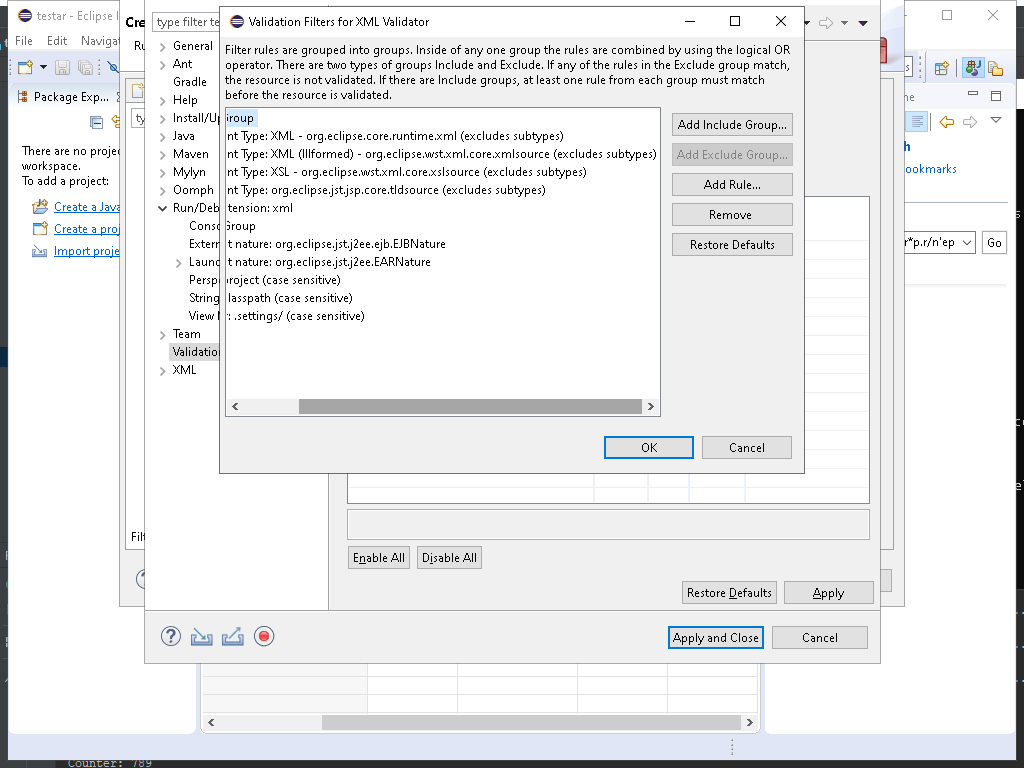 testar - Eclipse I
File Edit Navigat
Package Exp...
There are no projec
workspace.
To add a project:
Create a Java
Create a proj
Import proje
Cre
type filter te
General
Ant
Gradle
Help
Install/Up
Java
Maven
Mylyn
Oomph
Run/Deb
Conso
Extern
Launc
Persp
String
View P
Team
Validatio
XML
Validation Filters for XML Validator
Filter rules are grouped into groups. Inside of any one group the rules are combined by using the logical OR
operator. There are two types of groups Include and Exclude. If any of the rules in the Exclude group match,
the resource is not validated. If there are Include groups, at least one rule from each group must match
before the resource is validated.
Group
nt Type: XML - org.eclipse.core.runtime.xml (excludes subtypes)
nt Type: XML (Illformed) - org.eclipse.wst.xml.core.xmlsource (excludes subtypes)
nt Type: XSL - org.eclipse.wst.xml.core.xslsource (excludes subtypes)
nt Type: org.eclipse.jst.jsp.core.tldsource (excludes subtypes)
tension: xml
Group
t nature: org.eclipse.jst.j2ee.ejb.EJBNature
t nature: org.eclipse.jst.j2ee.EARNature
roject (case sensitive)
lasspath (case sensitive)
r: .settings/ (case sensitive)
Add Include Group...
Add Exclude Group...
Add Rule...
Remove
Restore Defaults
OK Cancel
ookmarks
r*p.r/n'ep
Go
Filt
Enable All Disable All
Restore Defaults Apply
Apply and Close Cancel
Counter: 789